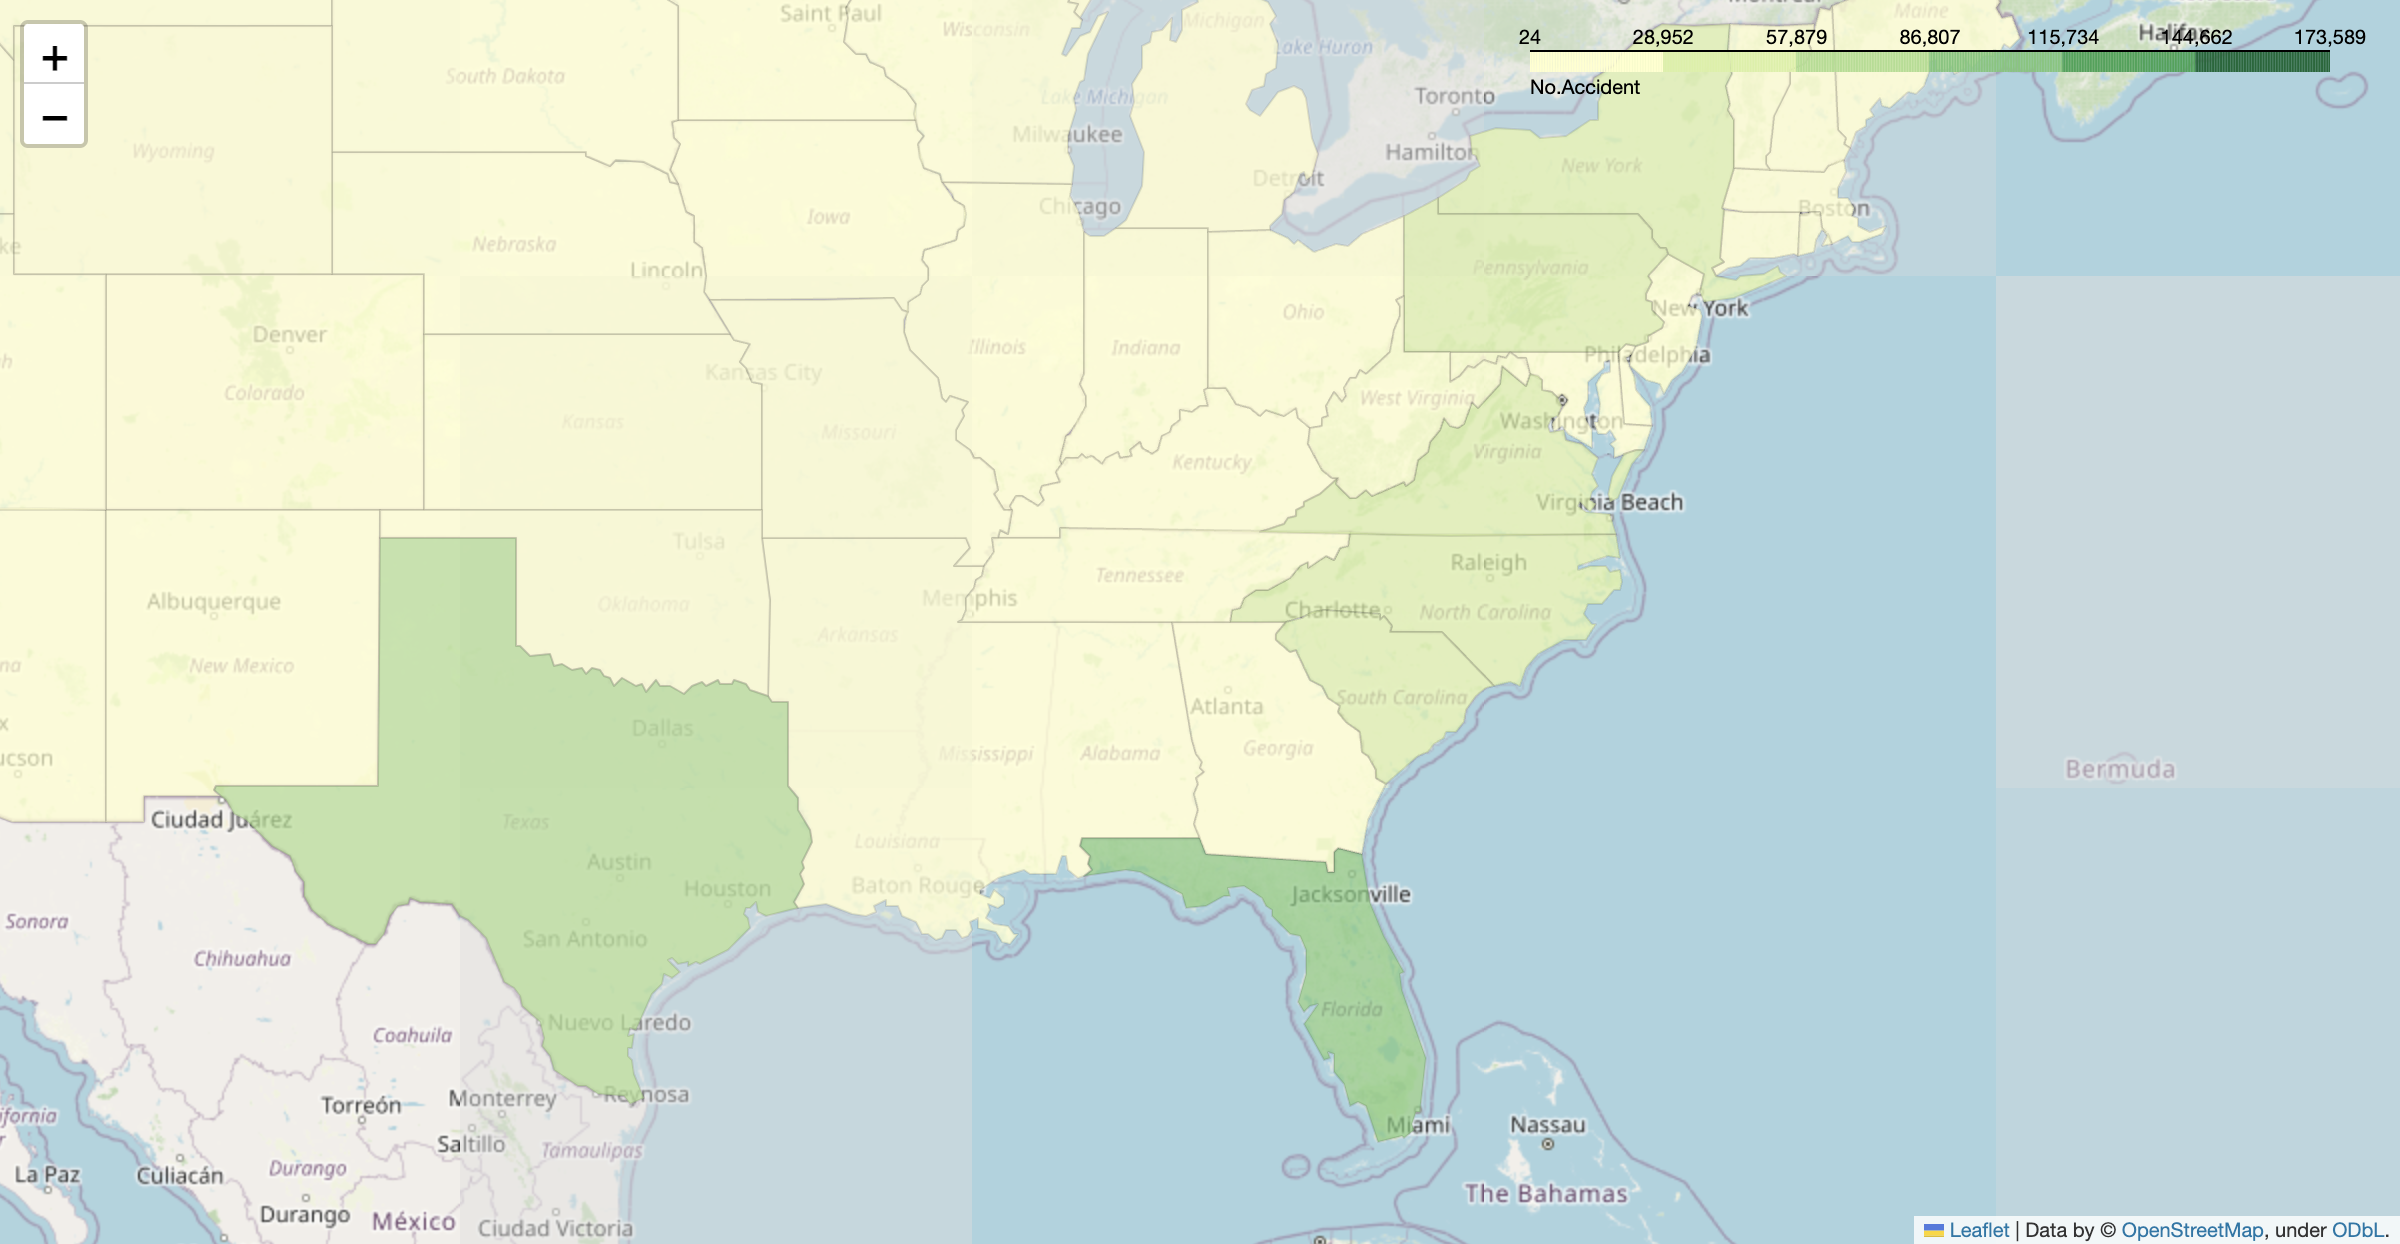 +
−
24 28,952 57,879 86,807 115,734 144,662 173,589
No.Accident
Saint Paul
Wisconsin
Michigan
Maine
Lake Huron
South Dakota
Lake Michigan
Toronto
Milwaukee
Wyoming
Hamilton
New York
Detroit
Chicago
Boston
Iowa
Nebraska
Lincoln
Pennsylvania
New York
Ohio
Denver
Illinois
Indiana
Philadelphia
Kansas City
Colorado
West Virginia
Kansas
Washington
Missouri
Virginia
Kentucky
Virginia Beach
Tulsa
Raleigh
Tennessee
Albuquerque
Memphis
Oklahoma
Charlotte
North Carolina
Arkansas
New Mexico
South Carolina
Atlanta
Dallas
Georgia
Mississippi
Alabama
ucson
Bermuda
Ciudad Juárez
Texas
Louisiana
Austin
Baton Rouge
Houston
Jacksonville
Sonora
San Antonio
Chihuahua
Florida
Nuevo Laredo
Coahuila
Reynosa
Monterrey
Torreón
ifornia
Miami
Nassau
Saltillo
Tamaulipas
Durango
La Paz
Culiacán
The Bahamas
Durango
México
Ciudad Victoria
Leaflet | Data by © OpenStreetMap, under ODbL.